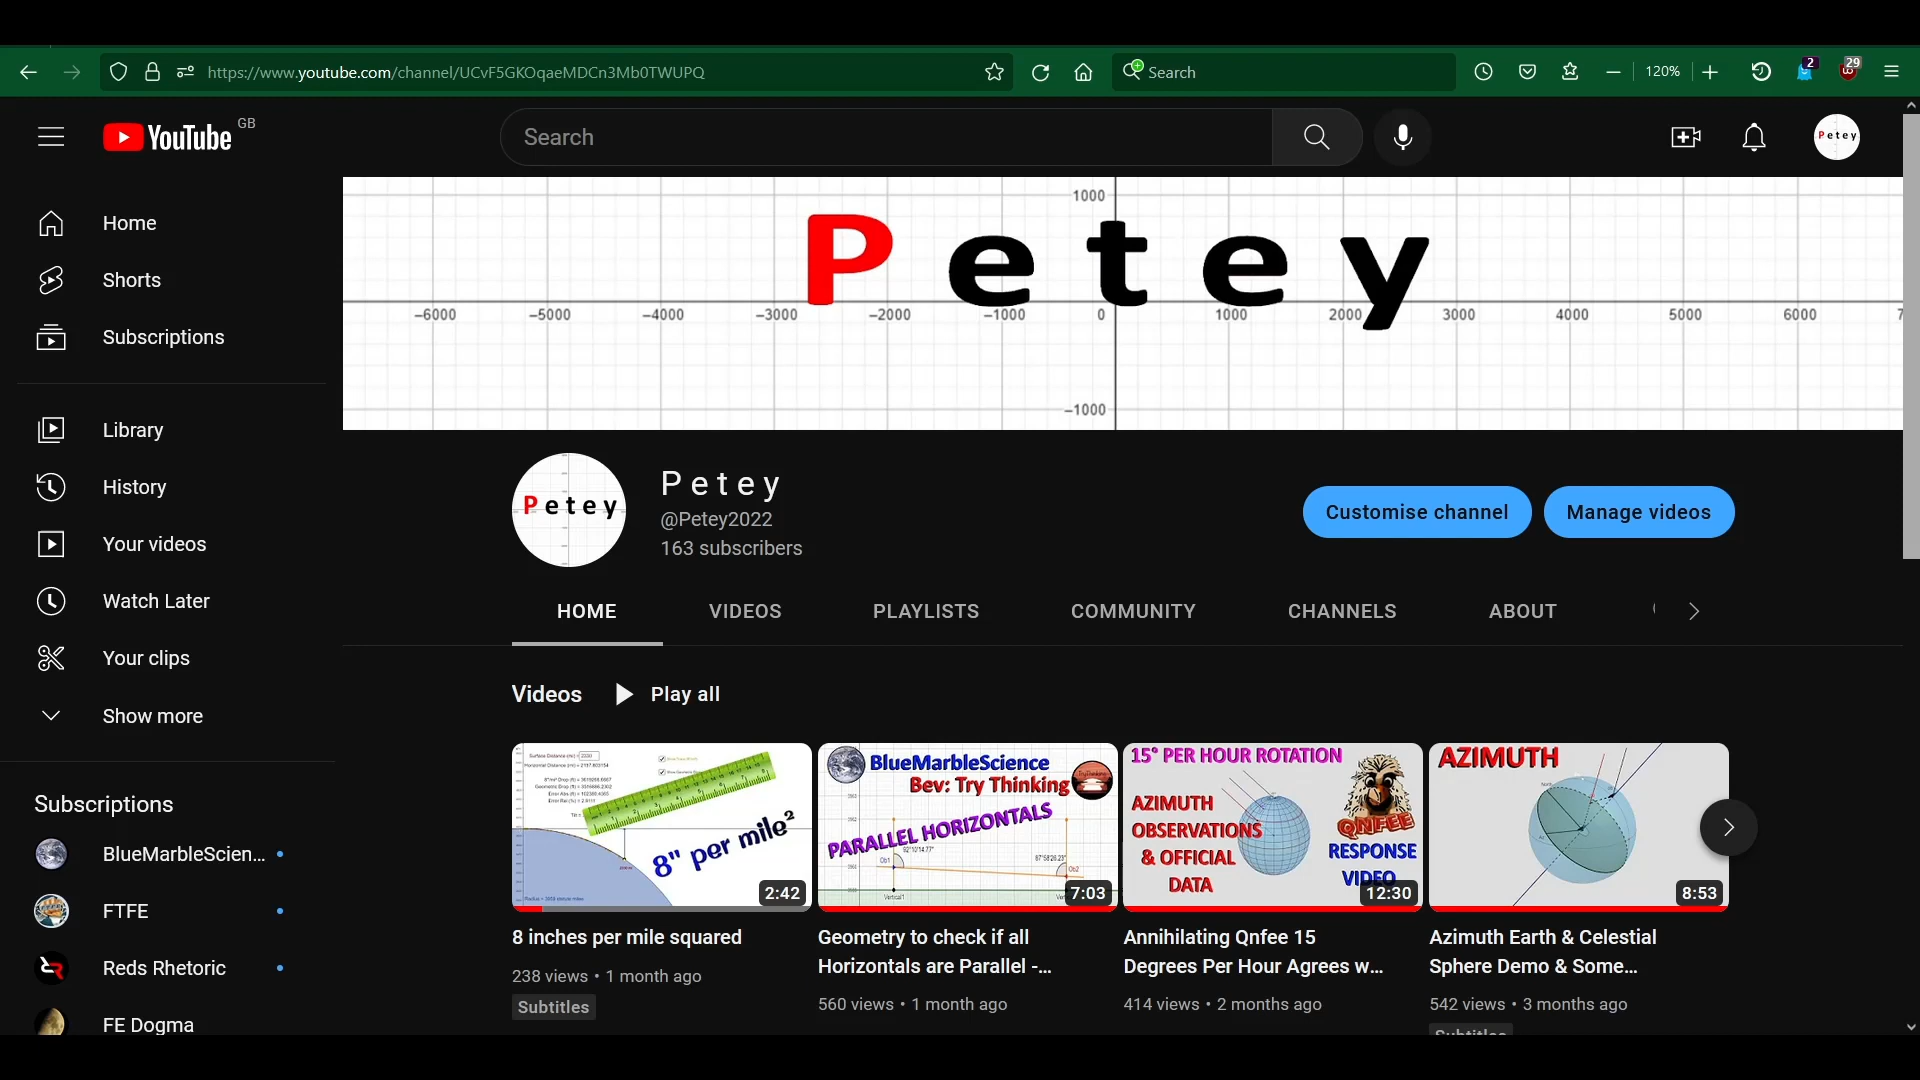 https://www.youtube.com/channel/UCvF5GKOqaeMDCn3Mb0TWUPQ
Search
120%
2
29
YouTube GB
Search
Petey
Home
Shorts
Subscriptions
Library
History
Your videos
Watch Later
Your clips
Show more
Subscriptions
BlueMarbleScien...
FTFE
Reds Rhetoric
FE Dogma
1000
P e t e y
−6000 −5000 −4000 −3000 −2000 −1000 0 1000 2000 3000 4000 5000 6000 7
−1000
Petey
P e t e y
@Petey2022
163 subscribers
Customise channel
Manage videos
HOME VIDEOS PLAYLISTS COMMUNITY CHANNELS ABOUT
Videos Play all
8" per mile²
2:42
8 inches per mile squared
238 views • 1 month ago
Subtitles
BlueMarbleScience
Bev: Try Thinking
PARALLEL HORIZONTALS
7:03
Geometry to check if all
Horizontals are Parallel -...
560 views • 1 month ago
15° PER HOUR ROTATION
AZIMUTH
OBSERVATIONS
& OFFICIAL
DATA
QNFEE
RESPONSE
VIDEO
12:30
Annihilating Qnfee 15
Degrees Per Hour Agrees w...
414 views • 2 months ago
AZIMUTH
8:53
Azimuth Earth & Celestial
Sphere Demo & Some...
542 views • 3 months ago
Subtitles